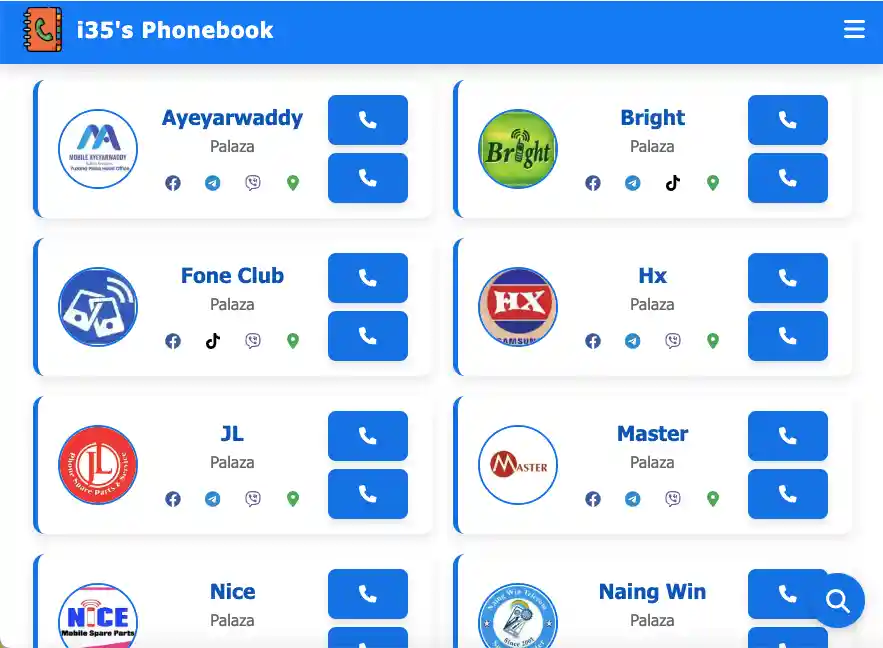 i35's Phonebook
Ayeyarwaddy
Palaza
MOBILE AYEYARWADDY
Bright
Palaza
Bright
Fone Club
Palaza
Hx
Palaza
HX
SAMSUN
JL
Palaza
JL
Phone Spare Parts & Service
Master
Palaza
MASTER
Nice
Palaza
NICE
Mobile Spare Parts
Naing Win
Palaza
Naing Win Telecom
Since 2001